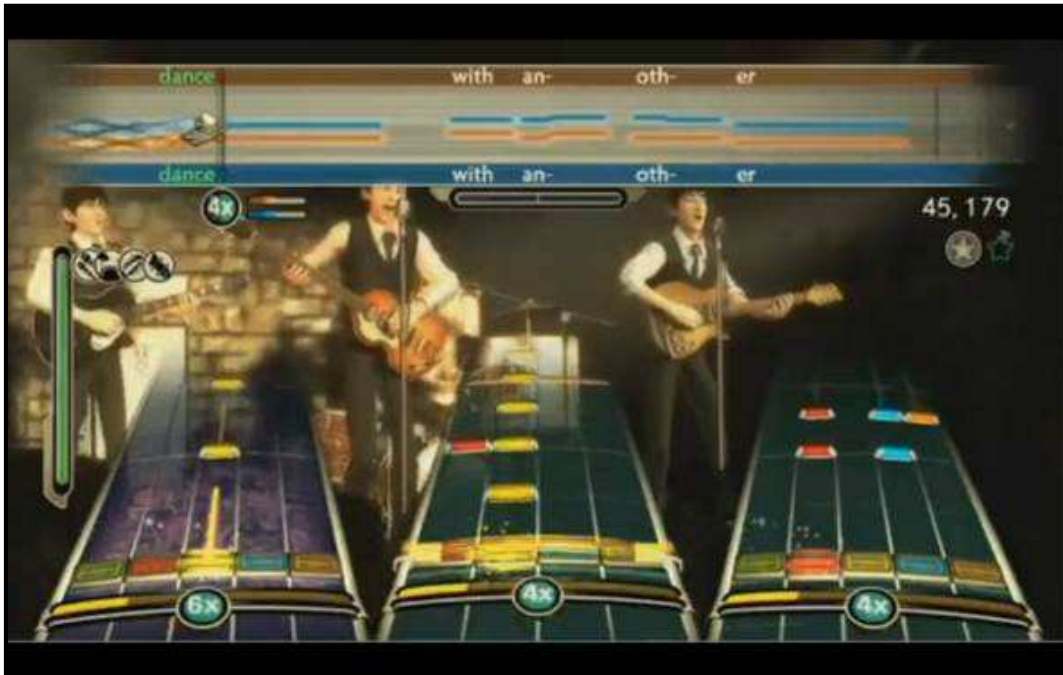 dance with an- oth- er
dance with an- oth- er
4x
45,179
6x 4x 4x